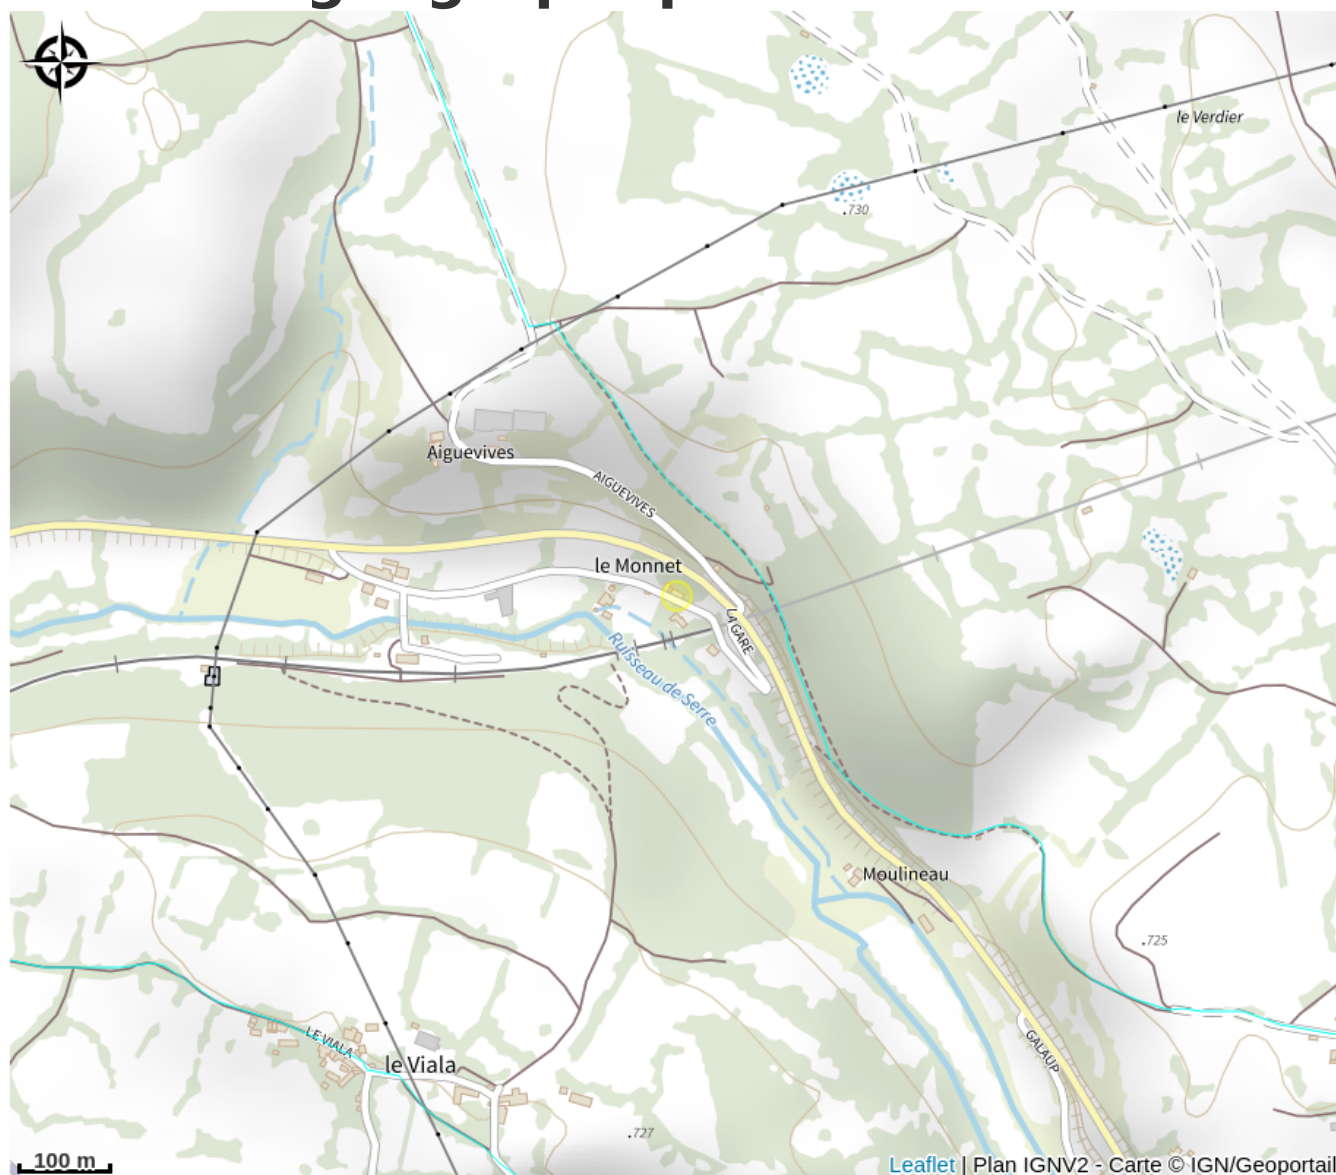 le Verdier
.730
Aiguevives
AIGUEVIVES
le Monnet
LA GARE
Ruisseau de Serre
Moulineau
.725
LE VIALA
le Viala
GALAUP
.727
100 m
Leaflet | Plan IGNV2 - Carte © IGN/Geoportail